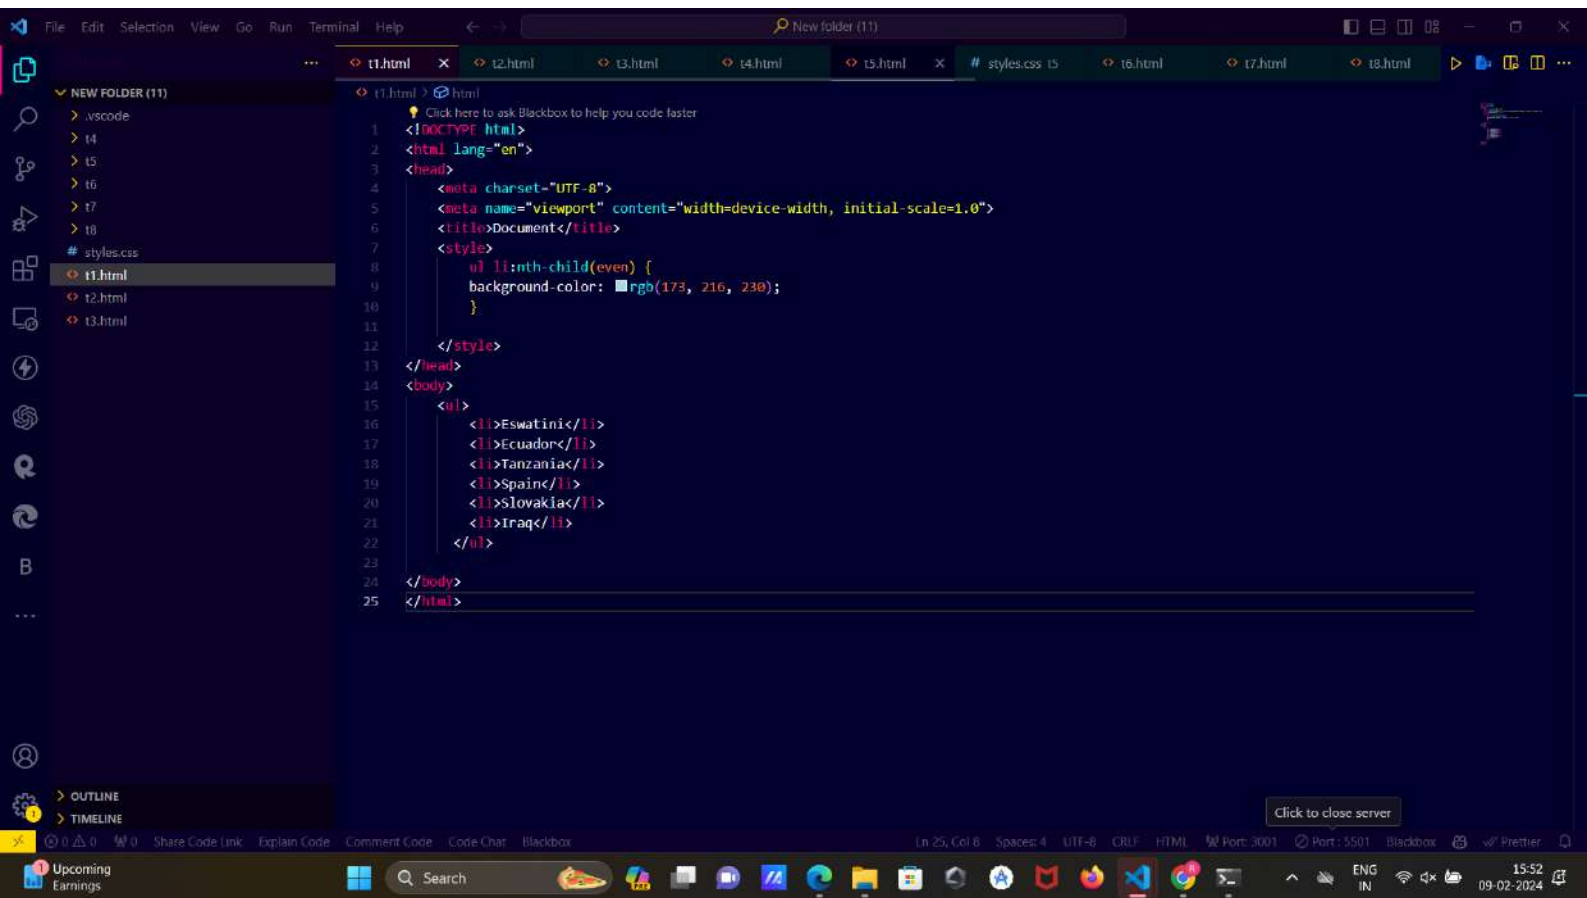 File Edit Selection View Go Run Terminal Help
New folder (11)
t1.html t2.html t3.html t4.html t5.html # styles.css t5 t6.html t7.html t8.html
NEW FOLDER (11)
.vscode
t4
t5
t6
t7
t8
# styles.css
t1.html
t2.html
t3.html
OUTLINE
TIMELINE
t1.html > html
Click here to ask Blackbox to help you code faster
1 <!DOCTYPE html>
2 <html lang="en">
3 <head>
4 <meta charset="UTF-8">
5 <meta name="viewport" content="width=device-width, initial-scale=1.0">
6 <title>Document</title>
7 <style>
8 ul li:nth-child(even) {
9 background-color: rgb(173, 216, 230);
10 }
11
12 </style>
13 </head>
14 <body>
15 <ul>
16 <li>Eswatini</li>
17 <li>Ecuador</li>
18 <li>Tanzania</li>
19 <li>Spain</li>
20 <li>Slovakia</li>
21 <li>Iraq</li>
22 </ul>
23
24 </body>
25 </html>
Click to close server
0 0 0 Share Code Link Explain Code Comment Code Code Chat Blackbox Ln 25, Col 8 Spaces: 4 UTF-8 CRLF HTML Port: 3001 Port : 5501 Blackbox Prettier
1 Upcoming
Earnings
Search
PRE
ENG
IN
15:52
09-02-2024